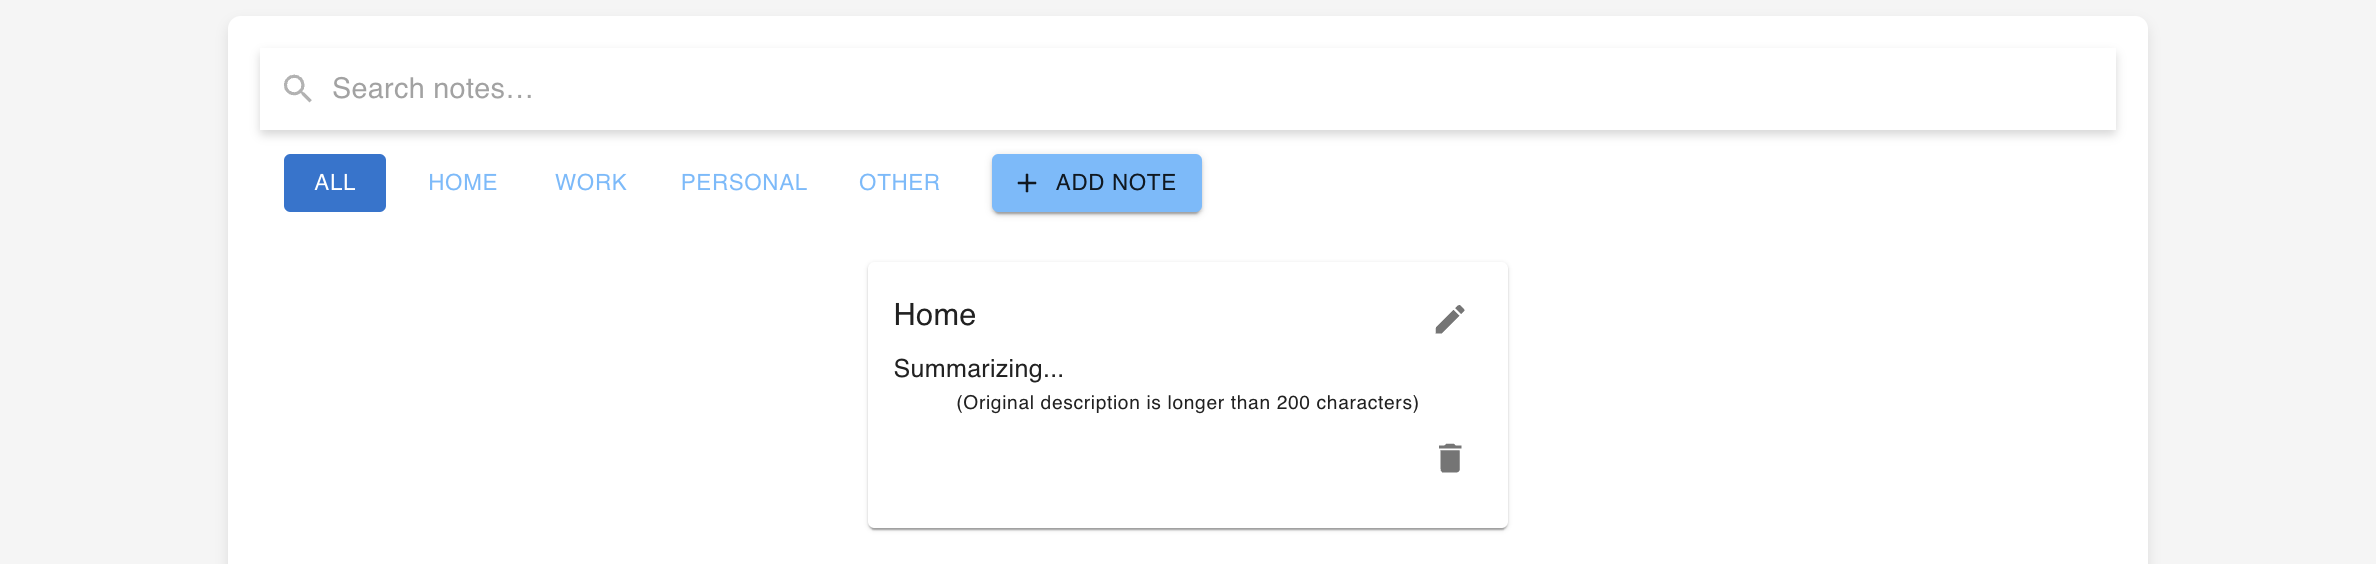 Search notes...
ALL HOME WORK PERSONAL OTHER + ADD NOTE
Home
Summarizing...
(Original description is longer than 200 characters)